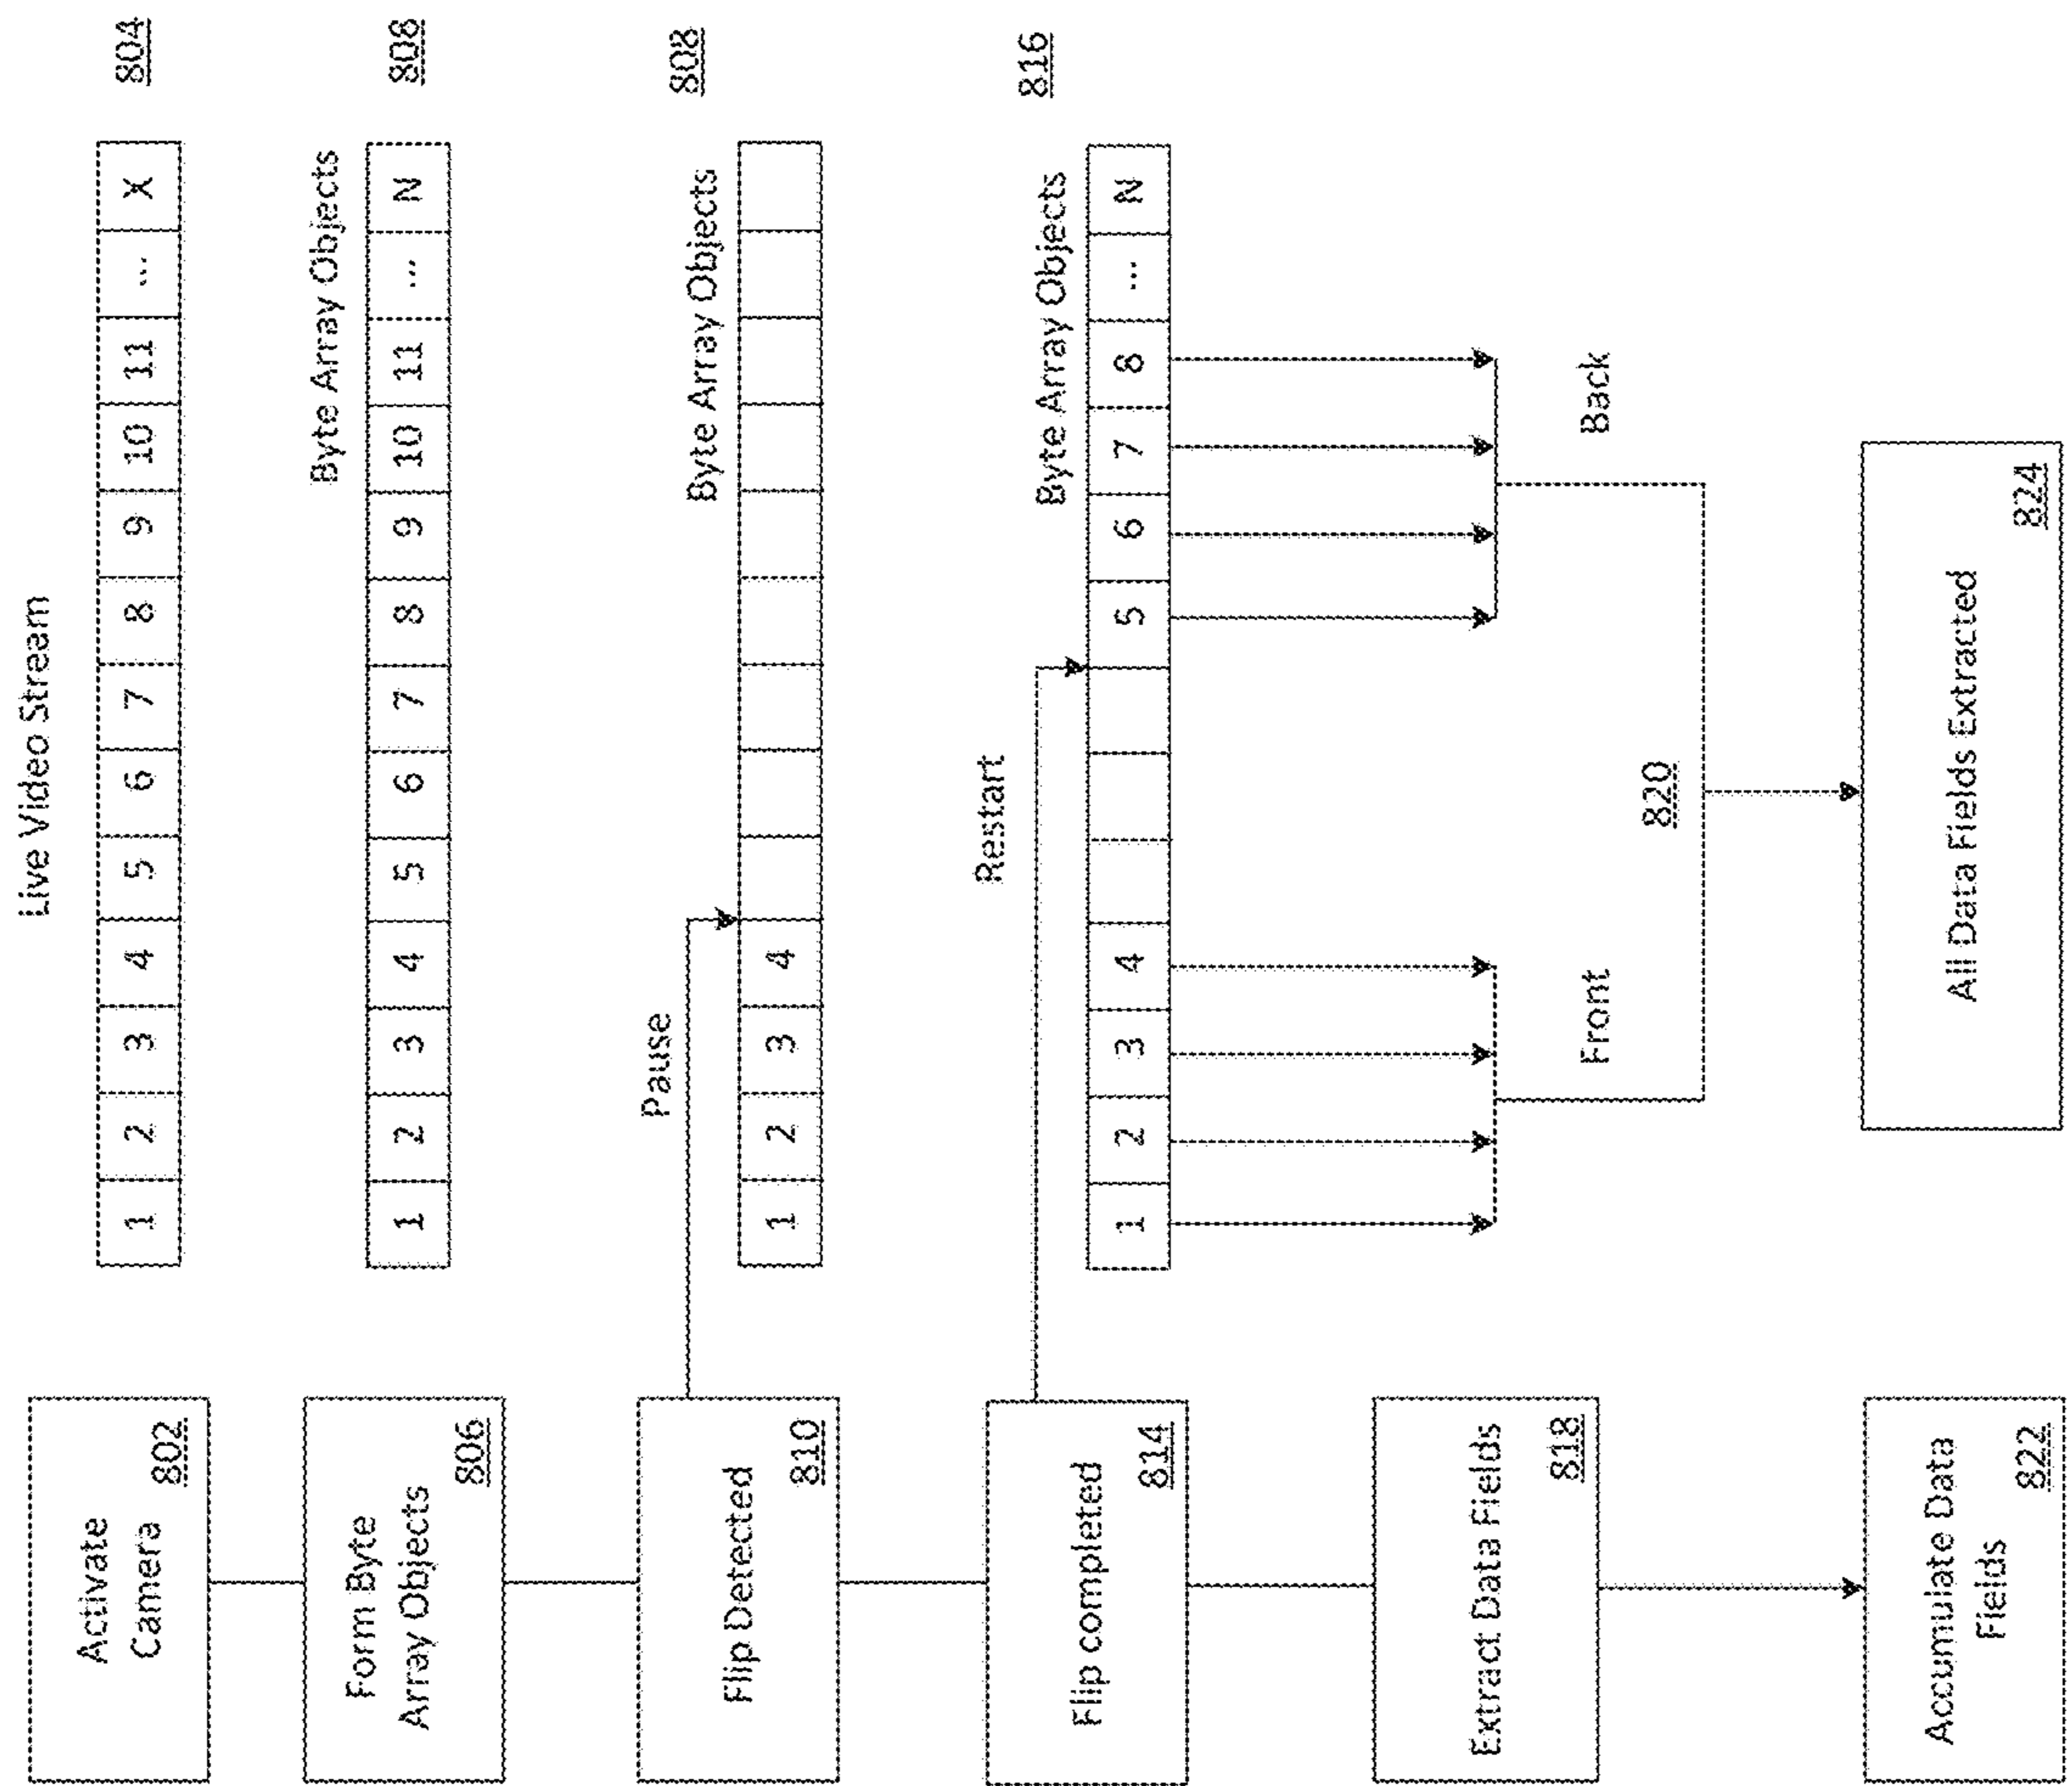 Live Video Stream
Activate
Camera
802
1 2 3 4 5 6 7 8 9 10 11 ... X
804
Byte Array Objects
Form Byte
Array Objects
806
1 2 3 4 5 6 7 8 9 10 11 ... N
808
Pause
Byte Array Objects
Flip Detected
810
1 2 3 4
808
Restart
Byte Array Objects
Flip completed
814
1 2 3 4 5 6 7 8 ... N
816
Extract Data Fields
818
Front
Back
820
Accumulate Data
Fields
822
All Data Fields Extracted
824